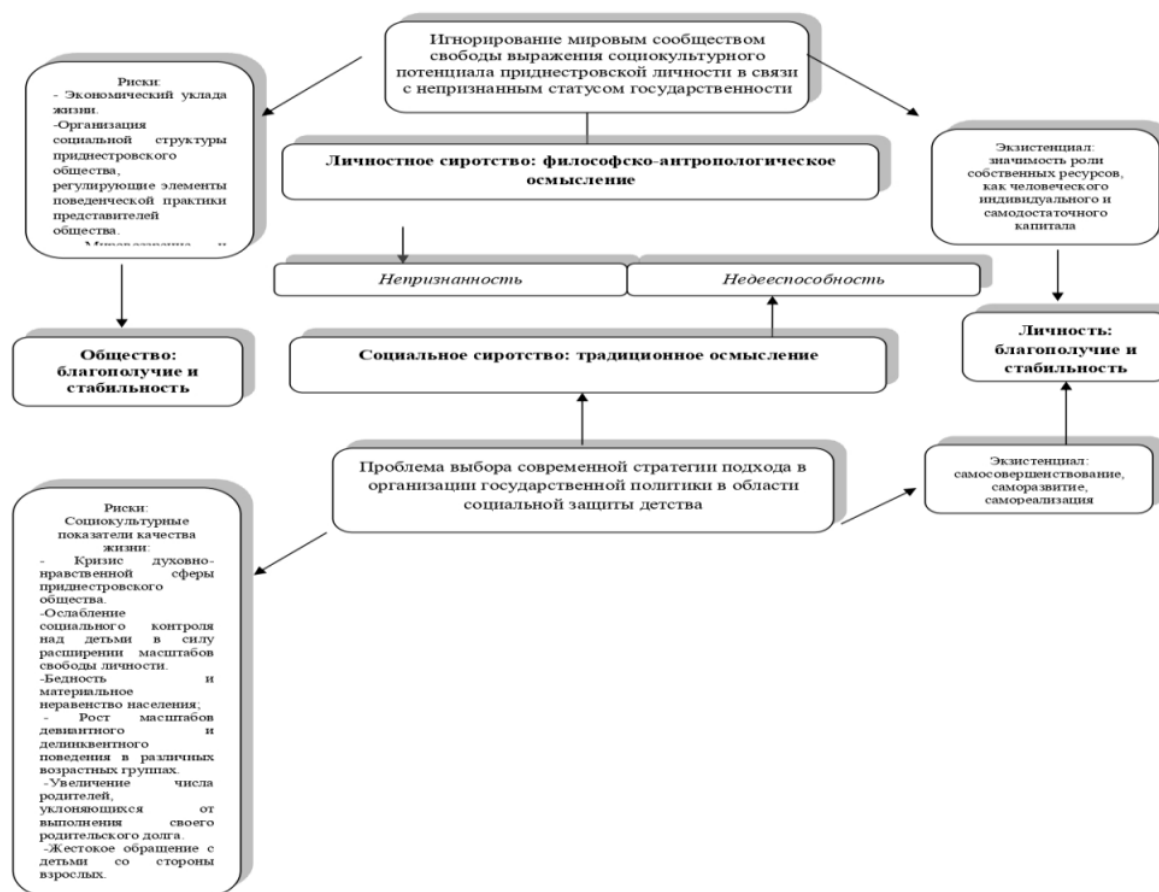 Игнорирование мировым сообществом
свободы выражения социокультурного
потенциала приднестровской личности в связи
с непризнанным статусом государственности
Риски:
- Экономический уклада
жизни.
-Организация
социальной структуры
приднестровского
общества,
регулирующие элементы
поведенческой практики
представителей
общества.
Мировоззрение и
Экзистенциал:
значимость роли
собственных ресурсов,
как человеческого
индивидуального и
самодостаточного
капитала
Личностное сиротство: философско-антропологическое
осмысление
Непризнанность
Недееспособность
Общество:
благополучие и
стабильность
Социальное сиротство: традиционное осмысление
Личность:
благополучие и
стабильность
Проблема выбора современной стратегии подхода в
организации государственной политики в области
социальной защиты детства
Экзистенциал:
самосовершенствование,
саморазвитие,
самореализация
Риски:
Социокультурные
показатели качества
жизни:
- Кризис духовно-
нравственной сферы
приднестровского
общества.
-Ослабление
социального контроля
над детьми в силу
расширении масштабов
свободы личности.
-Бедность и
материальное
неравенство населения;
- Рост масштабов
девиантного и
делинквентного
поведения в различных
возрастных группах.
-Увеличение числа
родителей,
уклоняющихся от
выполнения своего
родительского долга.
-Жестокое обращение с
детьми со стороны
взрослых.